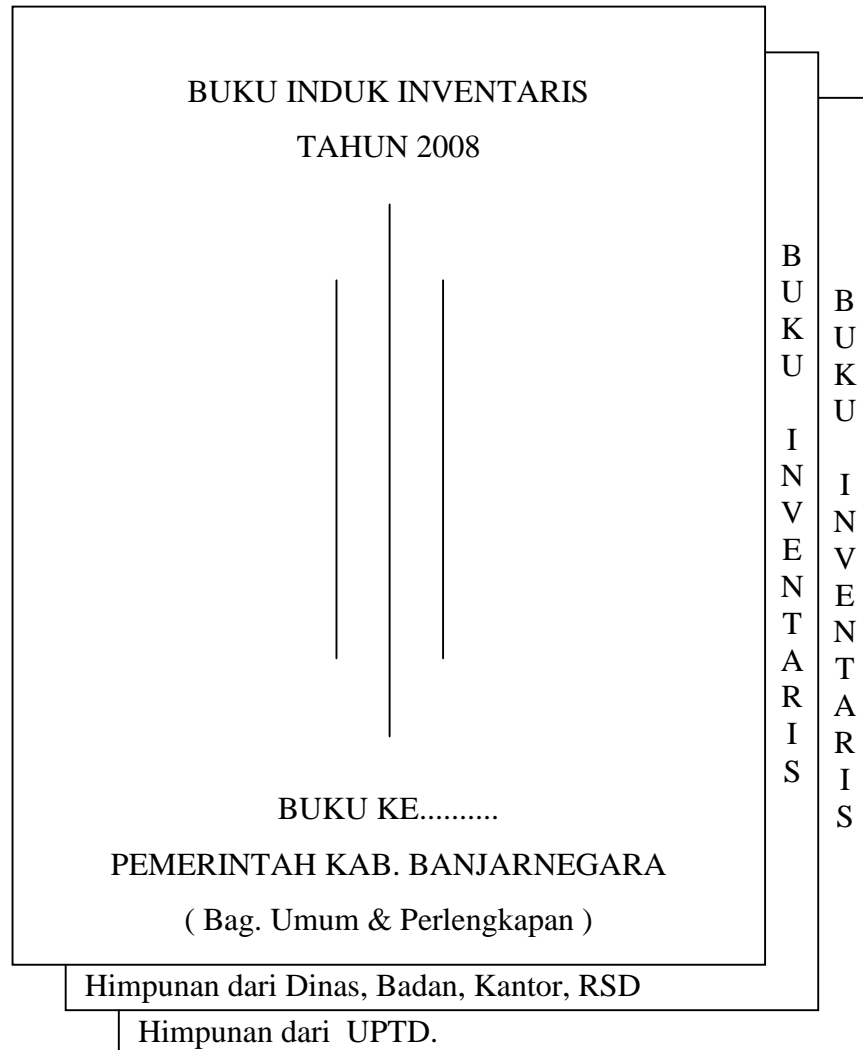 BUKU INDUK INVENTARIS
TAHUN 2008
BUKU KE..........
PEMERINTAH KAB. BANJARNEGARA
( Bag. Umum & Perlengkapan )
BUKU INVENTARIS
Himpunan dari Dinas, Badan, Kantor, RSD
BUKU INVENTARIS
Himpunan dari UPTD.